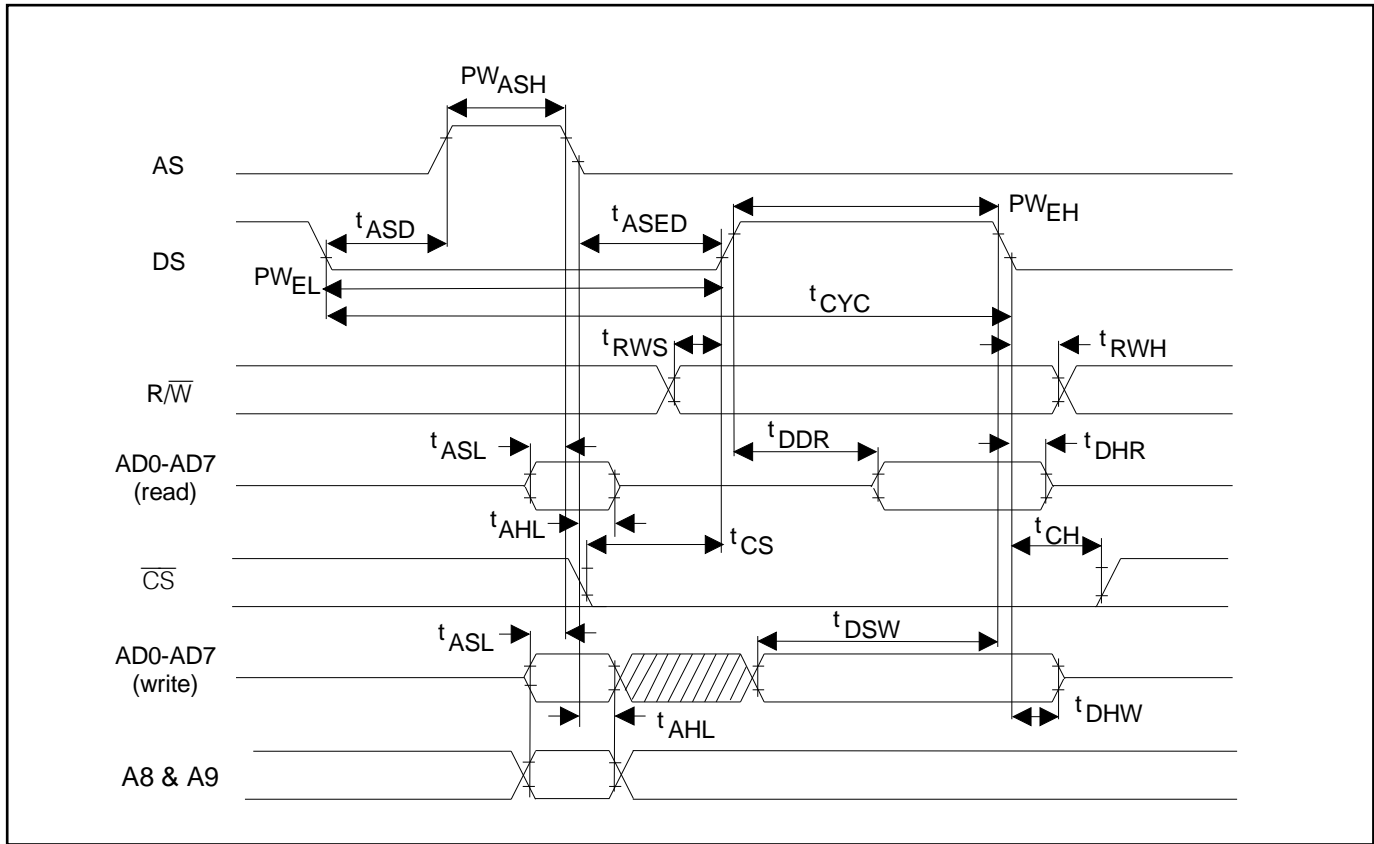 PWASH
AS
tASD
tASED
PWEH
DS
PWEL
tCYC
tRWS
tRWH
R/W̅
tDDR
tASL
tDHR
AD0-AD7
(read)
tAHL
tCS
tCH
C̅S̅
tDSW
tASL
AD0-AD7
(write)
tDHW
tAHL
A8 & A9